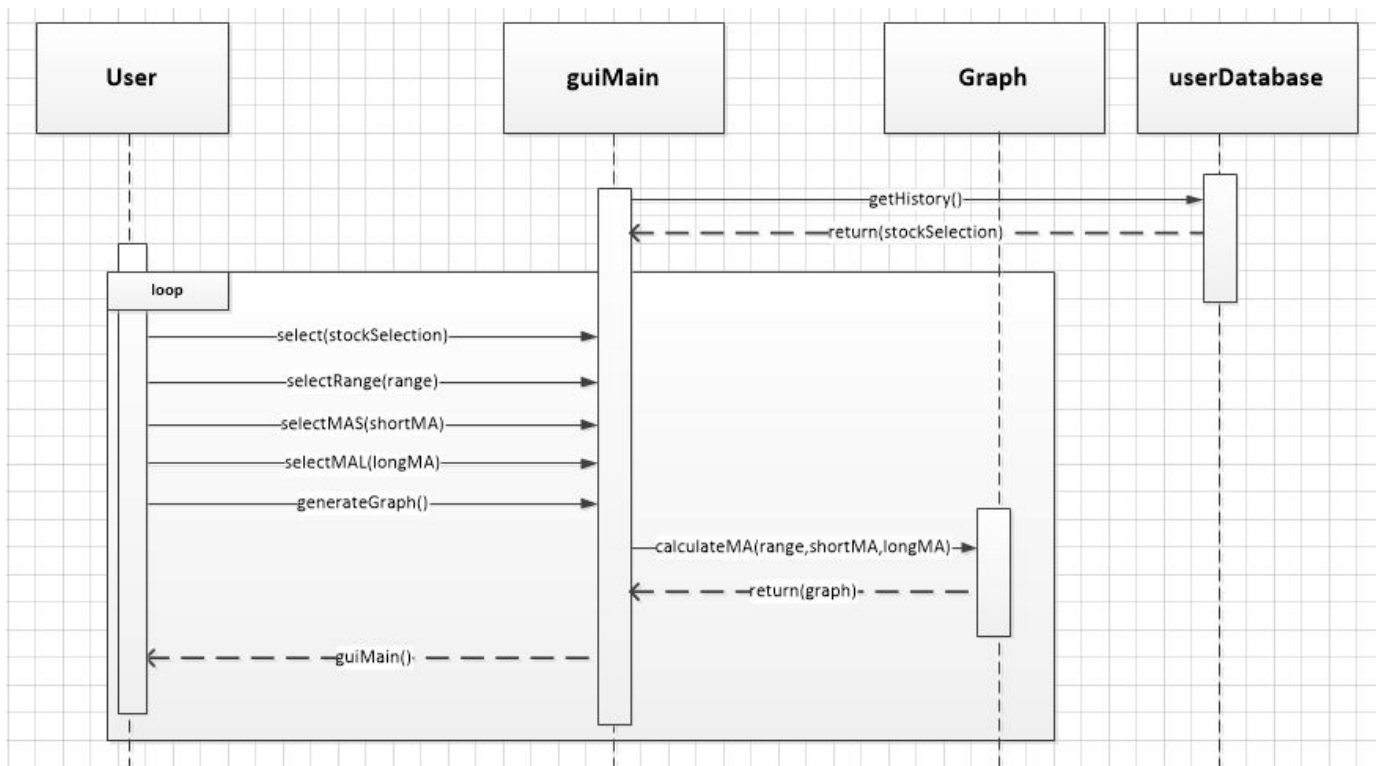 User
guiMain
Graph
userDatabase
getHistory()
return(stockSelection)
loop
select(stockSelection)
selectRange(range)
selectMAS(shortMA)
selectMAL(longMA)
generateGraph()
calculateMA(range,shortMA,longMA)
return(graph)
guiMain()